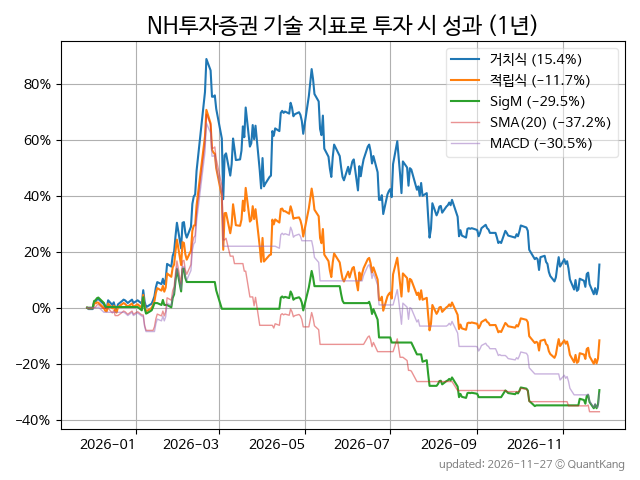 NH투자증권 기술 지표로 투자 시 성과 (1년)
거치식 (15.4%)
적립식 (−11.7%)
SigM (−29.5%)
SMA(20) (−37.2%)
MACD (−30.5%)
80%
60%
40%
20%
0%
−20%
−40%
2026-01 2026-03 2026-05 2026-07 2026-09 2026-11
updated: 2026-11-27 © QuantKang